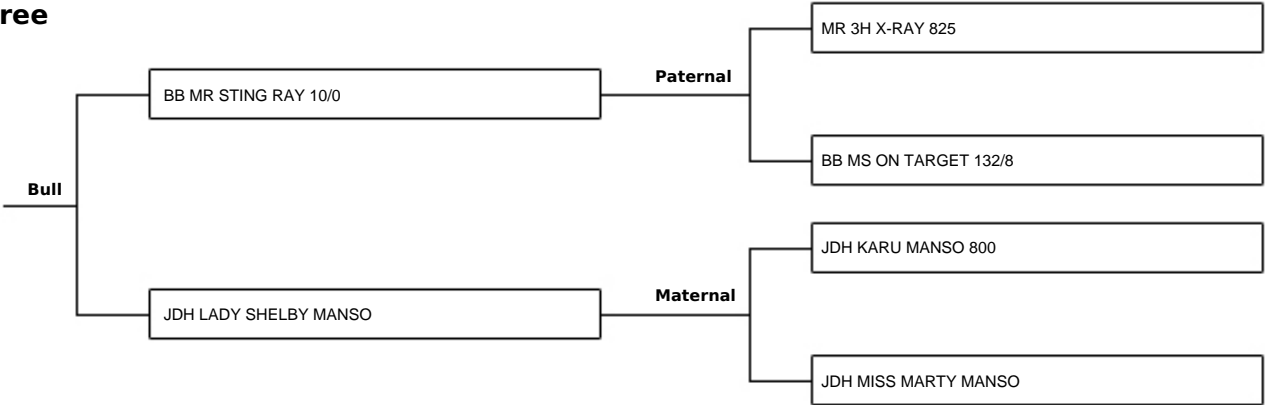 ree
MR 3H X-RAY 825
Paternal
BB MR STING RAY 10/0
BB MS ON TARGET 132/8
Bull
JDH KARU MANSO 800
Maternal
JDH LADY SHELBY MANSO
JDH MISS MARTY MANSO